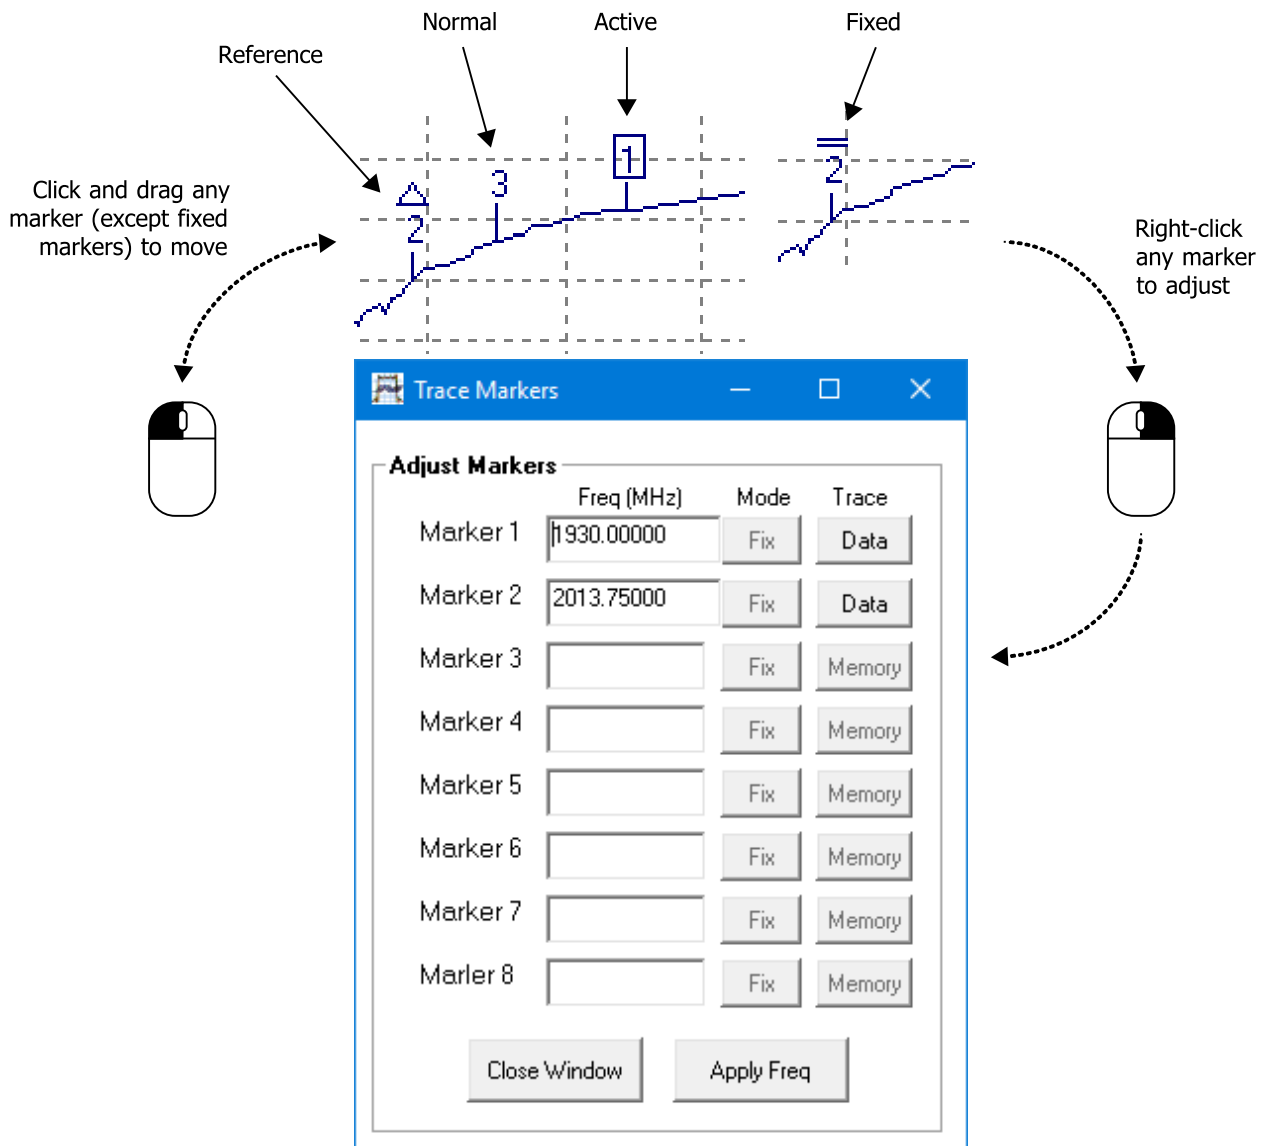 Normal
Active
Fixed
Reference
1
2
3
2
Click and drag any
marker (except fixed
markers) to move
2
Right-click
any marker
to adjust
Trace Markers
Adjust Markers
Freq (MHz) Mode Trace
Marker 1 1930.00000 Fix Data
Marker 2 2013.75000 Fix Data
Marker 3 Fix Memory
Marker 4 Fix Memory
Marker 5 Fix Memory
Marker 6 Fix Memory
Marker 7 Fix Memory
Marler 8 Fix Memory
Close Window Apply Freq